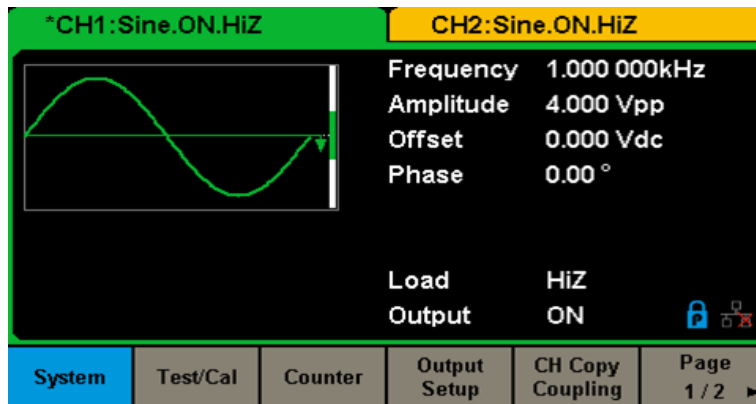 *CH1:Sine.ON.HiZ
CH2:Sine.ON.HiZ
Frequency 1.000 000kHz
Amplitude 4.000 Vpp
Offset 0.000 Vdc
Phase 0.00 °
Load HiZ
Output ON
P
System
Test/Cal
Counter
Output
Setup
CH Copy
Coupling
Page
1 / 2 ►